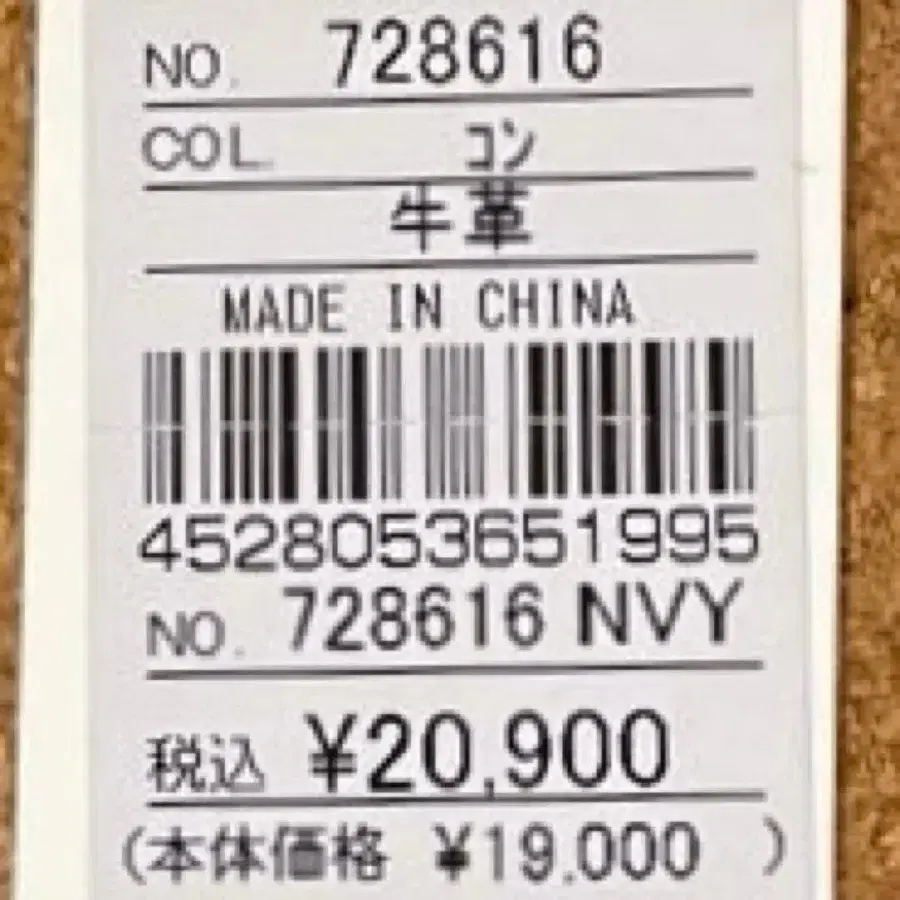 NO. 728616
COL. コン
牛革
MADE IN CHINA
4528053651995
NO. 728616 NVY
税込 ¥20,900
(本体価格 ¥19,000 )